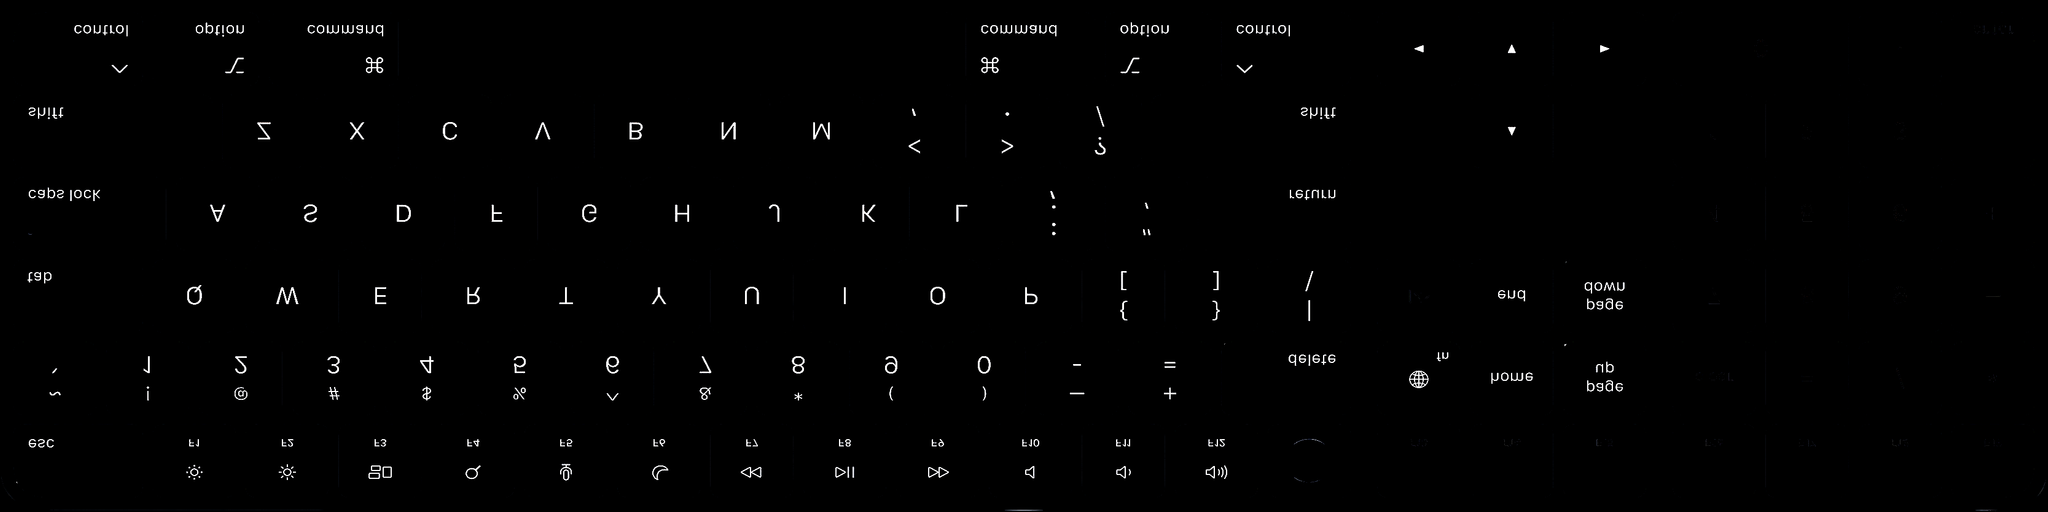 esc F1 F2 F3 F4 F5 F6 F7 F8 F9 F10 F11 F12
~ ! @ # $ % ^ & * ( ) — +
` 1 2 3 4 5 6 7 8 9 0 - = delete fn home page up
tab Q W E R T Y U I O P { } | end page down
[ ] \
caps lock A S D F G H J K L : " return
; '
shift Z X C V B N M < > ? shift
, . /
control option command command option control